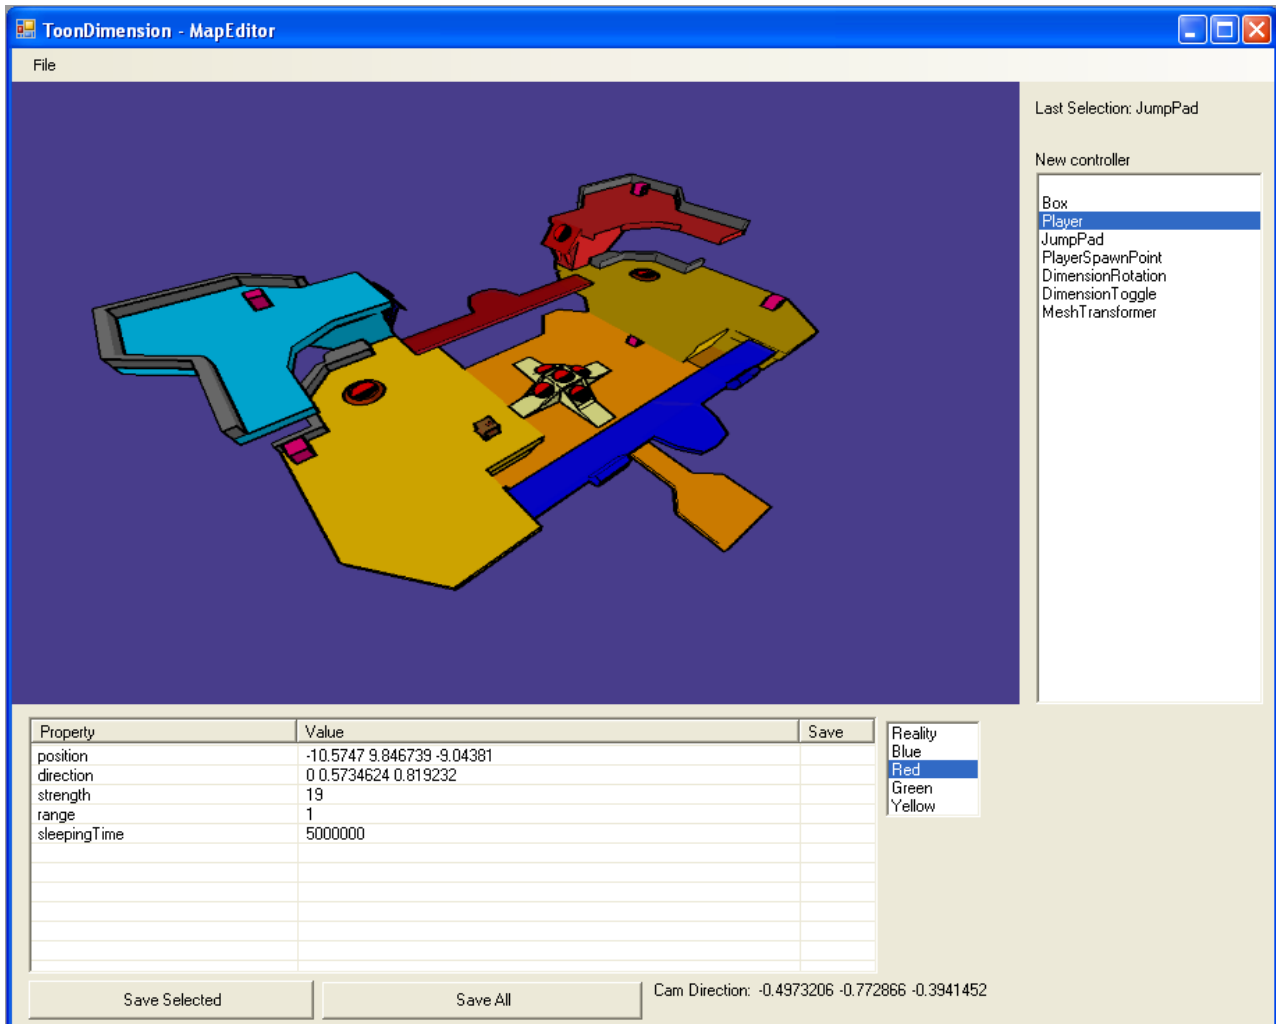 ToonDimension - MapEditor
File
Last Selection: JumpPad
New controller
Box
Player
JumpPad
PlayerSpawnPoint
DimensionRotation
DimensionToggle
MeshTransformer
Property Value Save
position -10.5747 9.846739 -9.04381
direction 0 0.5734624 0.819232
strength 19
range 1
sleepingTime 5000000
Reality
Blue
Red
Green
Yellow
Save Selected
Save All
Cam Direction: -0.4973206 -0.772866 -0.3941452